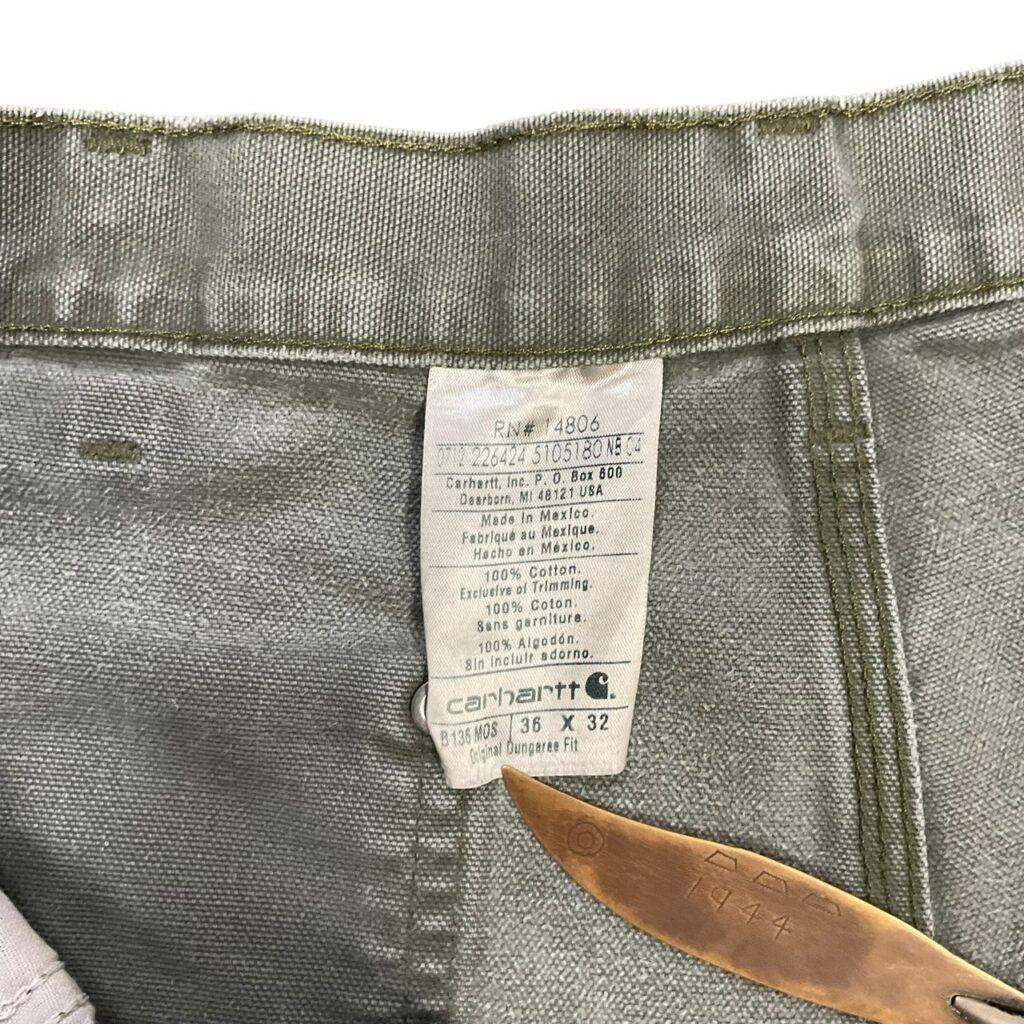 RN# 14806
0712 226424 5105180 NB 04
Carhartt, Inc. P. O. Box 600
Dearborn, MI 48121 USA
Made in Mexico.
Fabriqué au Mexique.
Hecho en México.
100% Cotton.
Exclusive of Trimming.
100% Coton.
Sans garniture.
100% Algodón.
Sin incluir adorno.
carhartt
B136 MOS 36 X 32
Original Dungaree Fit
1944